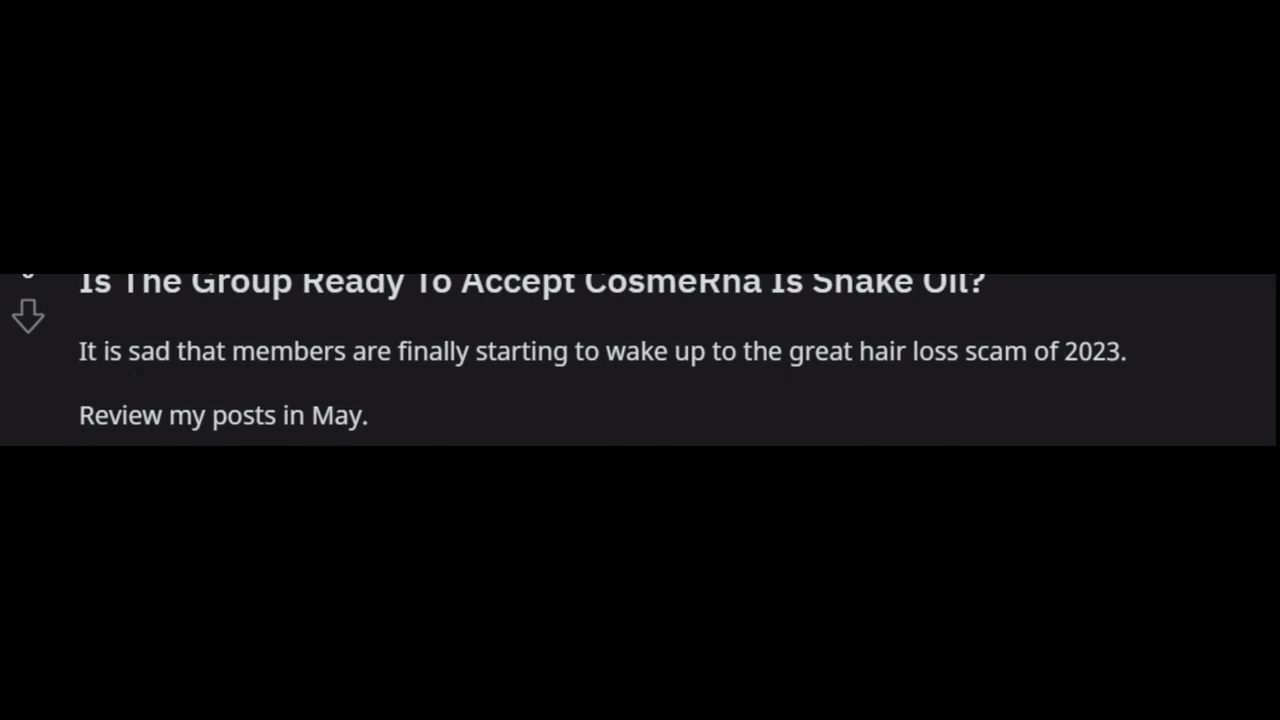 Is The Group Ready To Accept CosmeRna Is Snake Oil?
It is sad that members are finally starting to wake up to the great hair loss scam of 2023.
Review my posts in May.